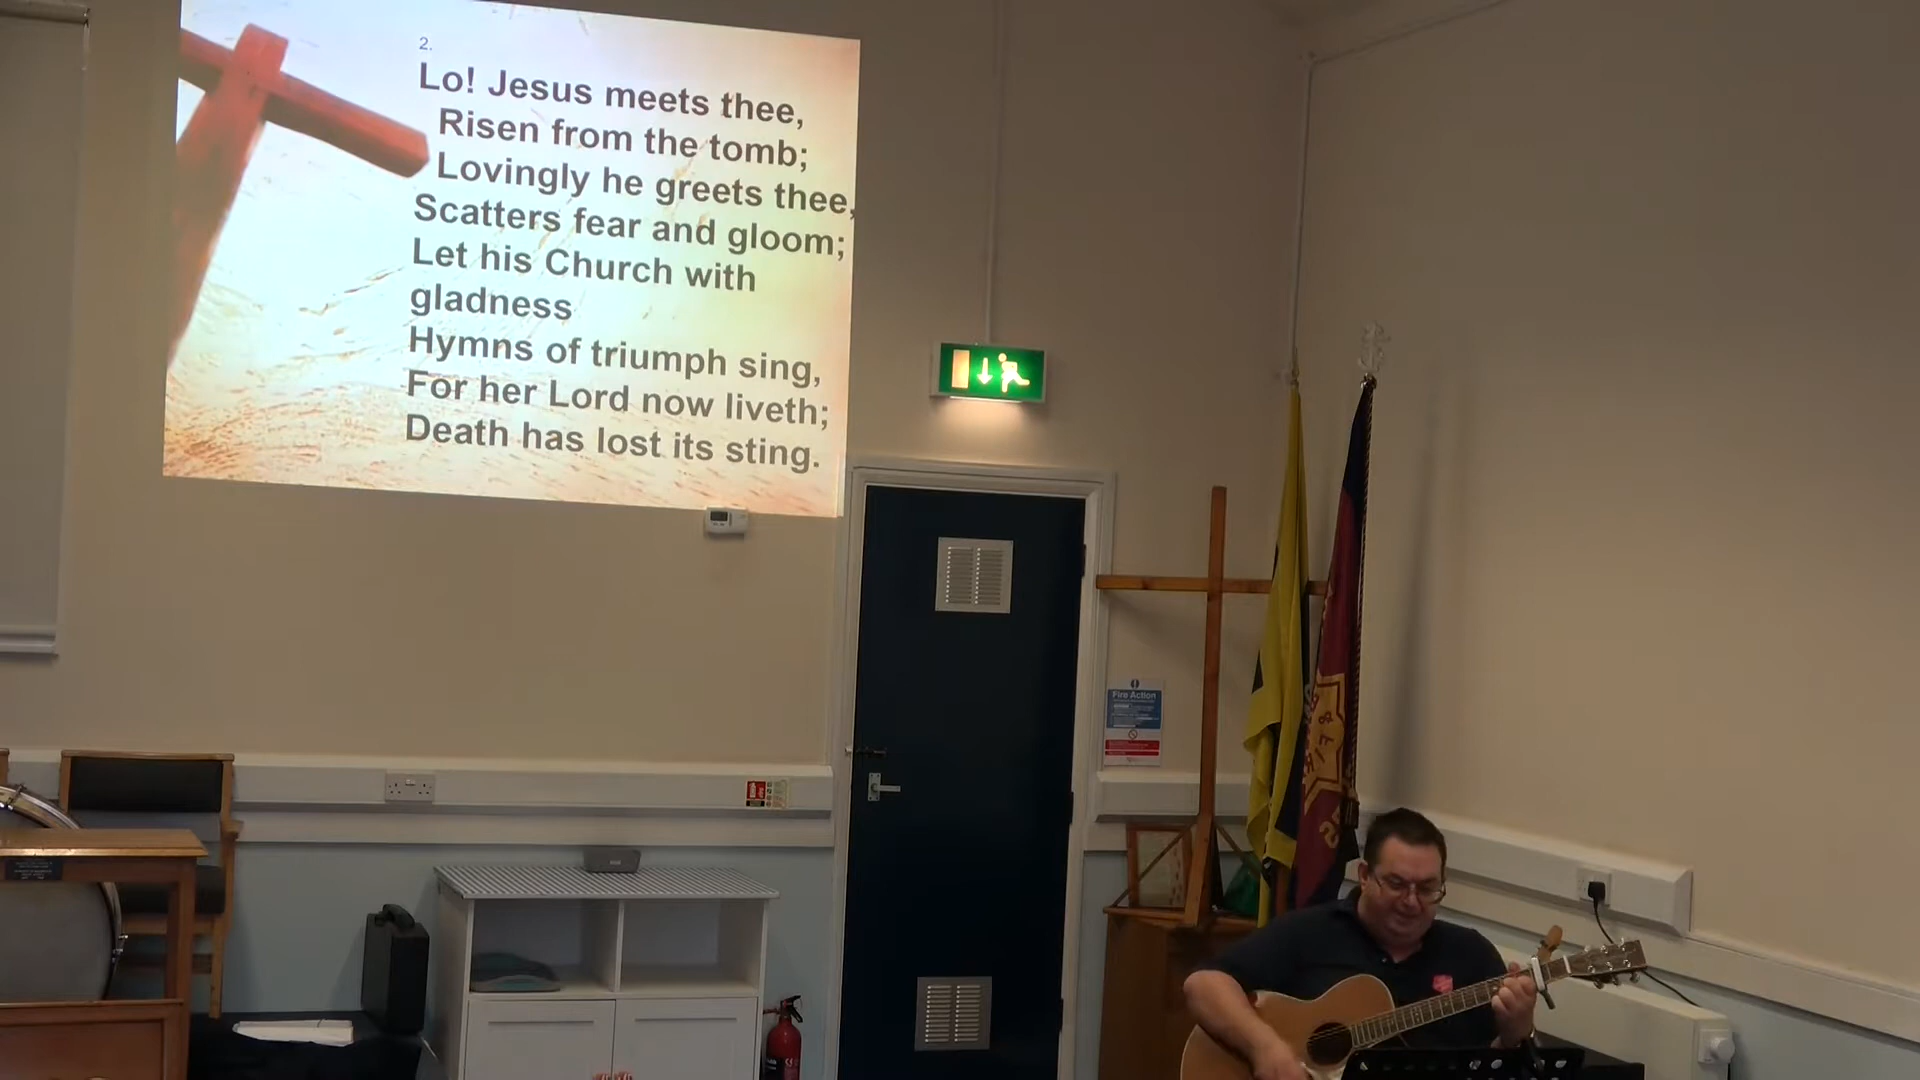 2.
Lo! Jesus meets thee,
Risen from the tomb;
Lovingly he greets thee,
Scatters fear and gloom;
Let his Church with
gladness
Hymns of triumph sing,
For her Lord now liveth;
Death has lost its sting.
Fire Action